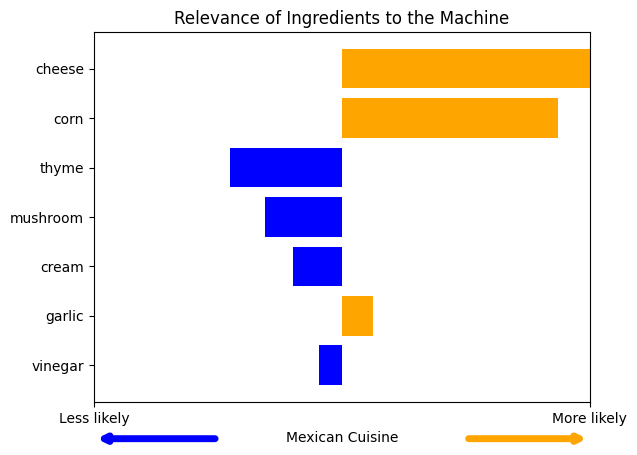 Relevance of Ingredients to the Machine
cheese
corn
thyme
mushroom
cream
garlic
vinegar
Less likely
More likely
Mexican Cuisine